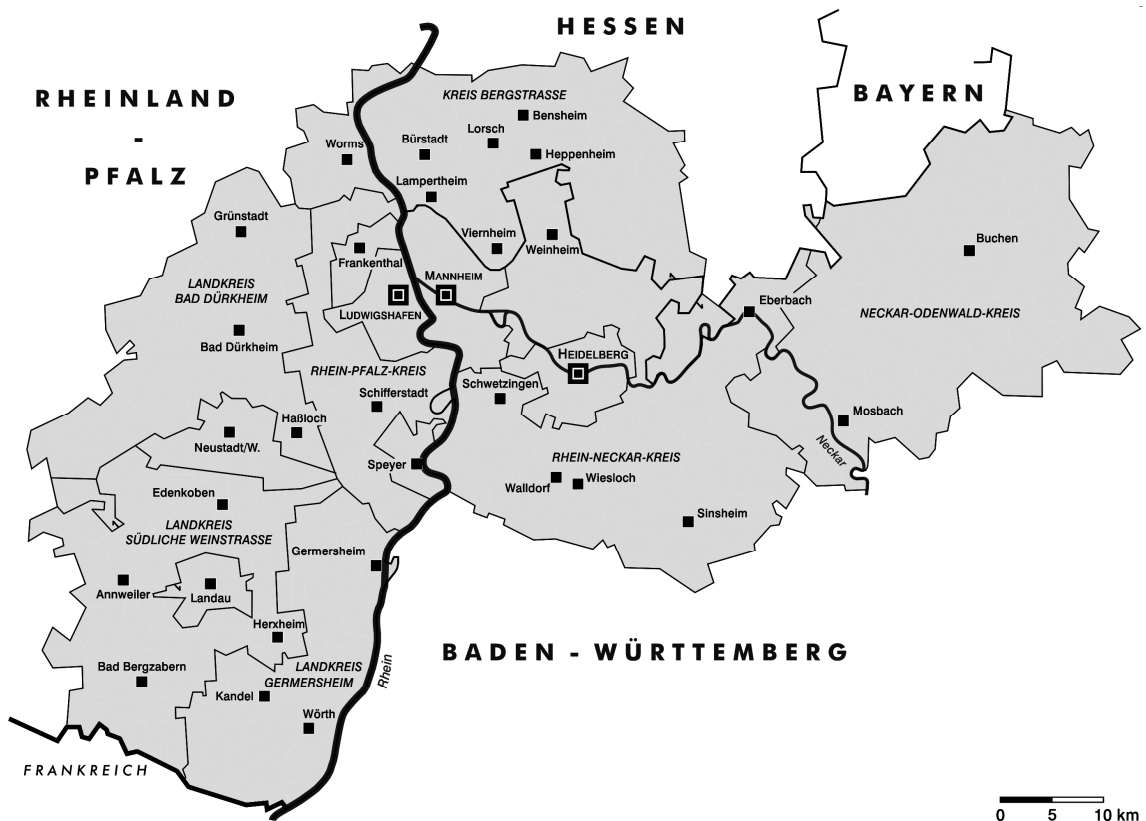 HESSEN
RHEINLAND
-
PFALZ
BAYERN
KREIS BERGSTRASSE
Bensheim
Lorsch
Bürstadt
Worms
Heppenheim
Lampertheim
Grünstadt
Viernheim
Weinheim
Buchen
Frankenthal
MANNHEIM
LANDKREIS
BAD DÜRKHEIM
LUDWIGSHAFEN
Eberbach
NECKAR-ODENWALD-KREIS
Bad Dürkheim
HEIDELBERG
RHEIN-PFALZ-KREIS
Schwetzingen
Schifferstadt
Haßloch
Mosbach
Neustadt/W.
Neckar
Speyer
RHEIN-NECKAR-KREIS
Walldorf
Wiesloch
Edenkoben
Sinsheim
LANDKREIS
SÜDLICHE WEINSTRASSE
Germersheim
Annweiler
Landau
Herxheim
BADEN - WÜRTTEMBERG
Bad Bergzabern
LANDKREIS
GERMERSHEIM
Rhein
Kandel
Wörth
FRANKREICH
0 5 10 km